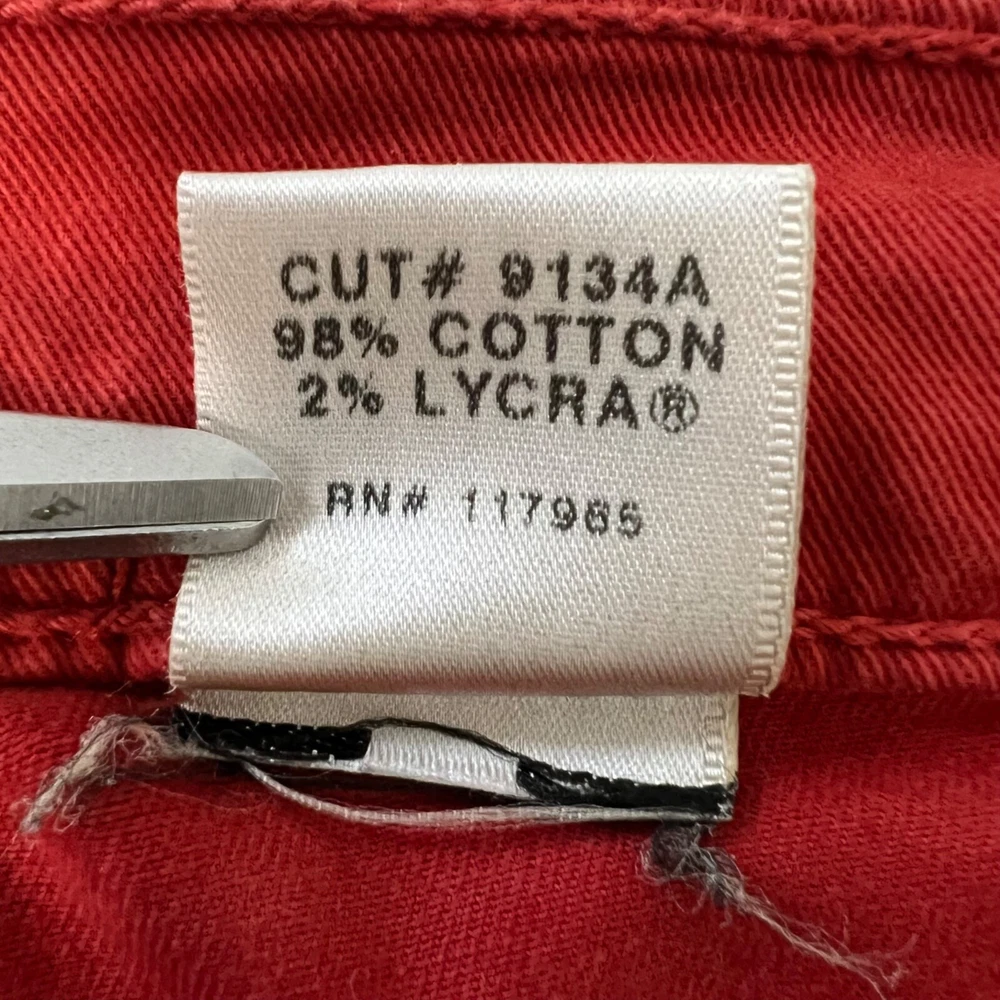 CUT# 9134A
98% COTTON
2% LYCRA®
RN# 117965